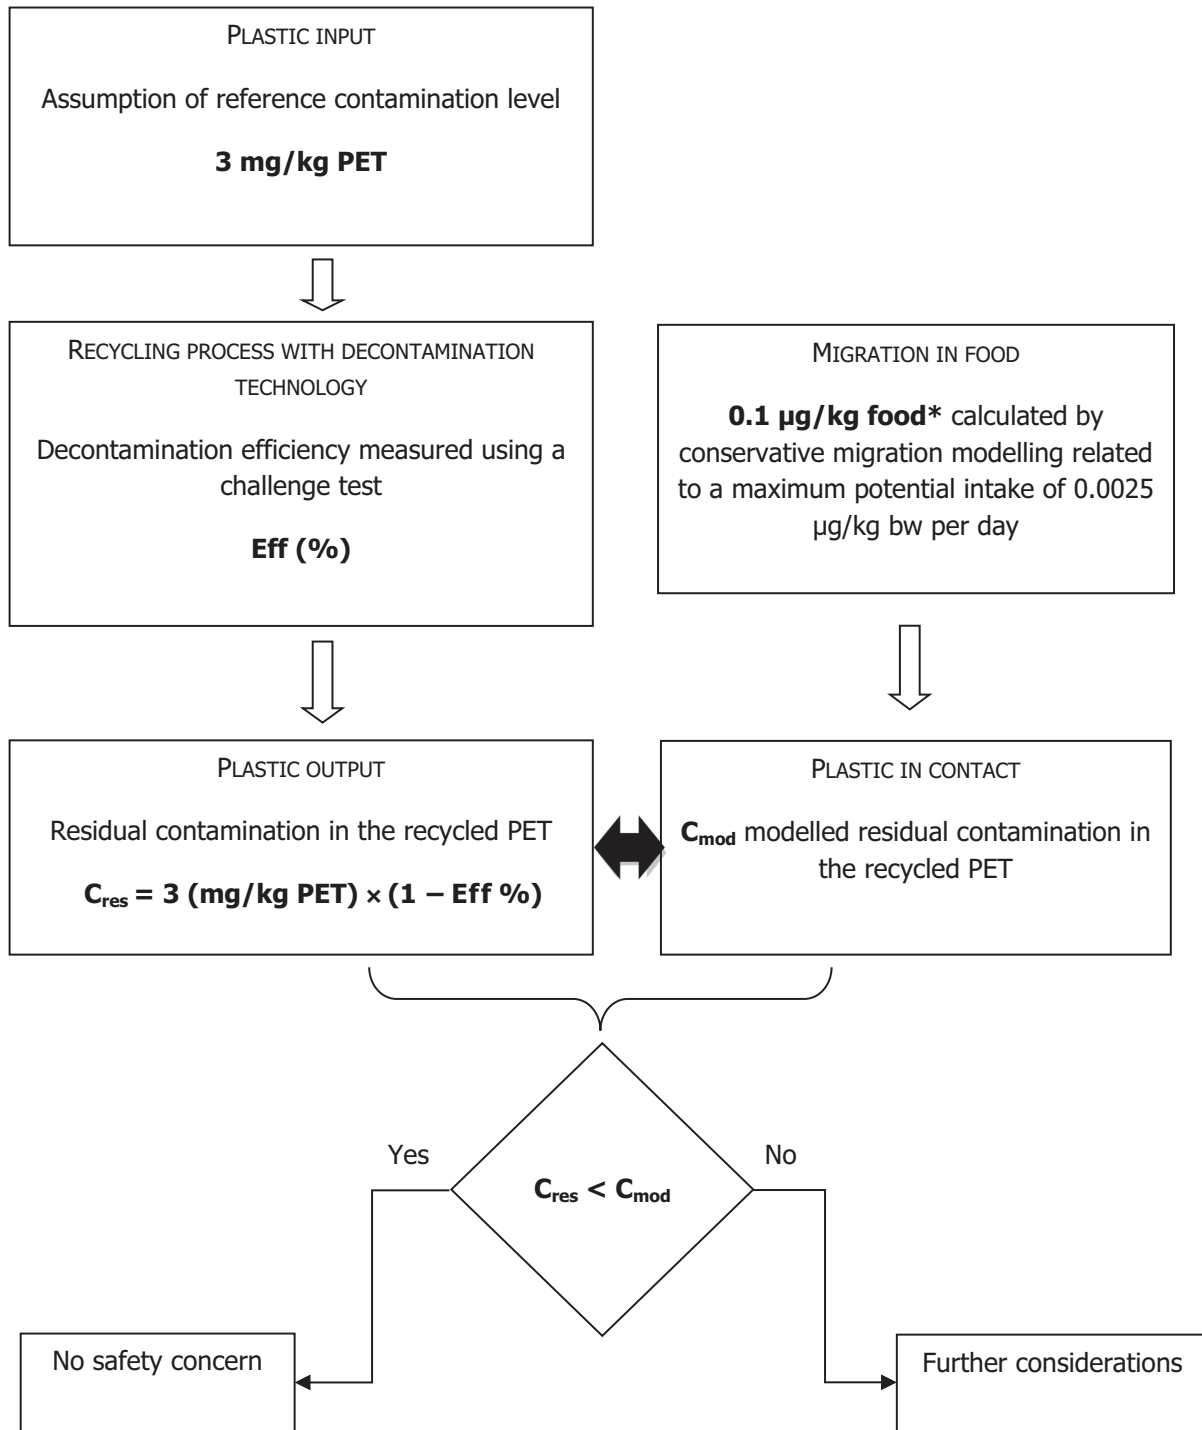 PLASTIC INPUT
Assumption of reference contamination level
3 mg/kg PET
RECYCLING PROCESS WITH DECONTAMINATION
TECHNOLOGY
Decontamination efficiency measured using a
challenge test
Eff (%)
MIGRATION IN FOOD
0.1 µg/kg food* calculated by
conservative migration modelling related
to a maximum potential intake of 0.0025
µg/kg bw per day
PLASTIC OUTPUT
Residual contamination in the recycled PET
Cres = 3 (mg/kg PET) × (1 – Eff %)
PLASTIC IN CONTACT
Cmod modelled residual contamination in
the recycled PET
Yes
No
Cres < Cmod
No safety concern
Further considerations